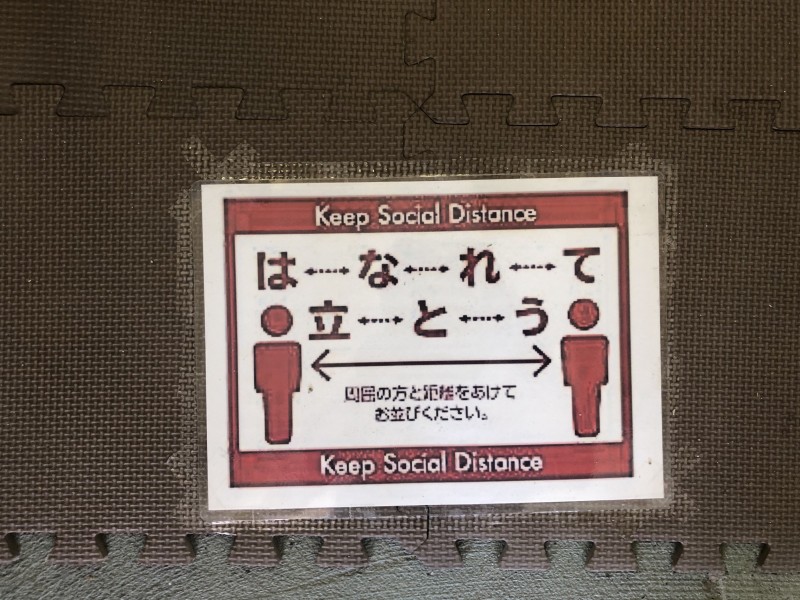 Keep Social Distance
は←→な←→れ←→て
立←→と←→う
周囲の方と距離をあけて
お並びください。
Keep Social Distance